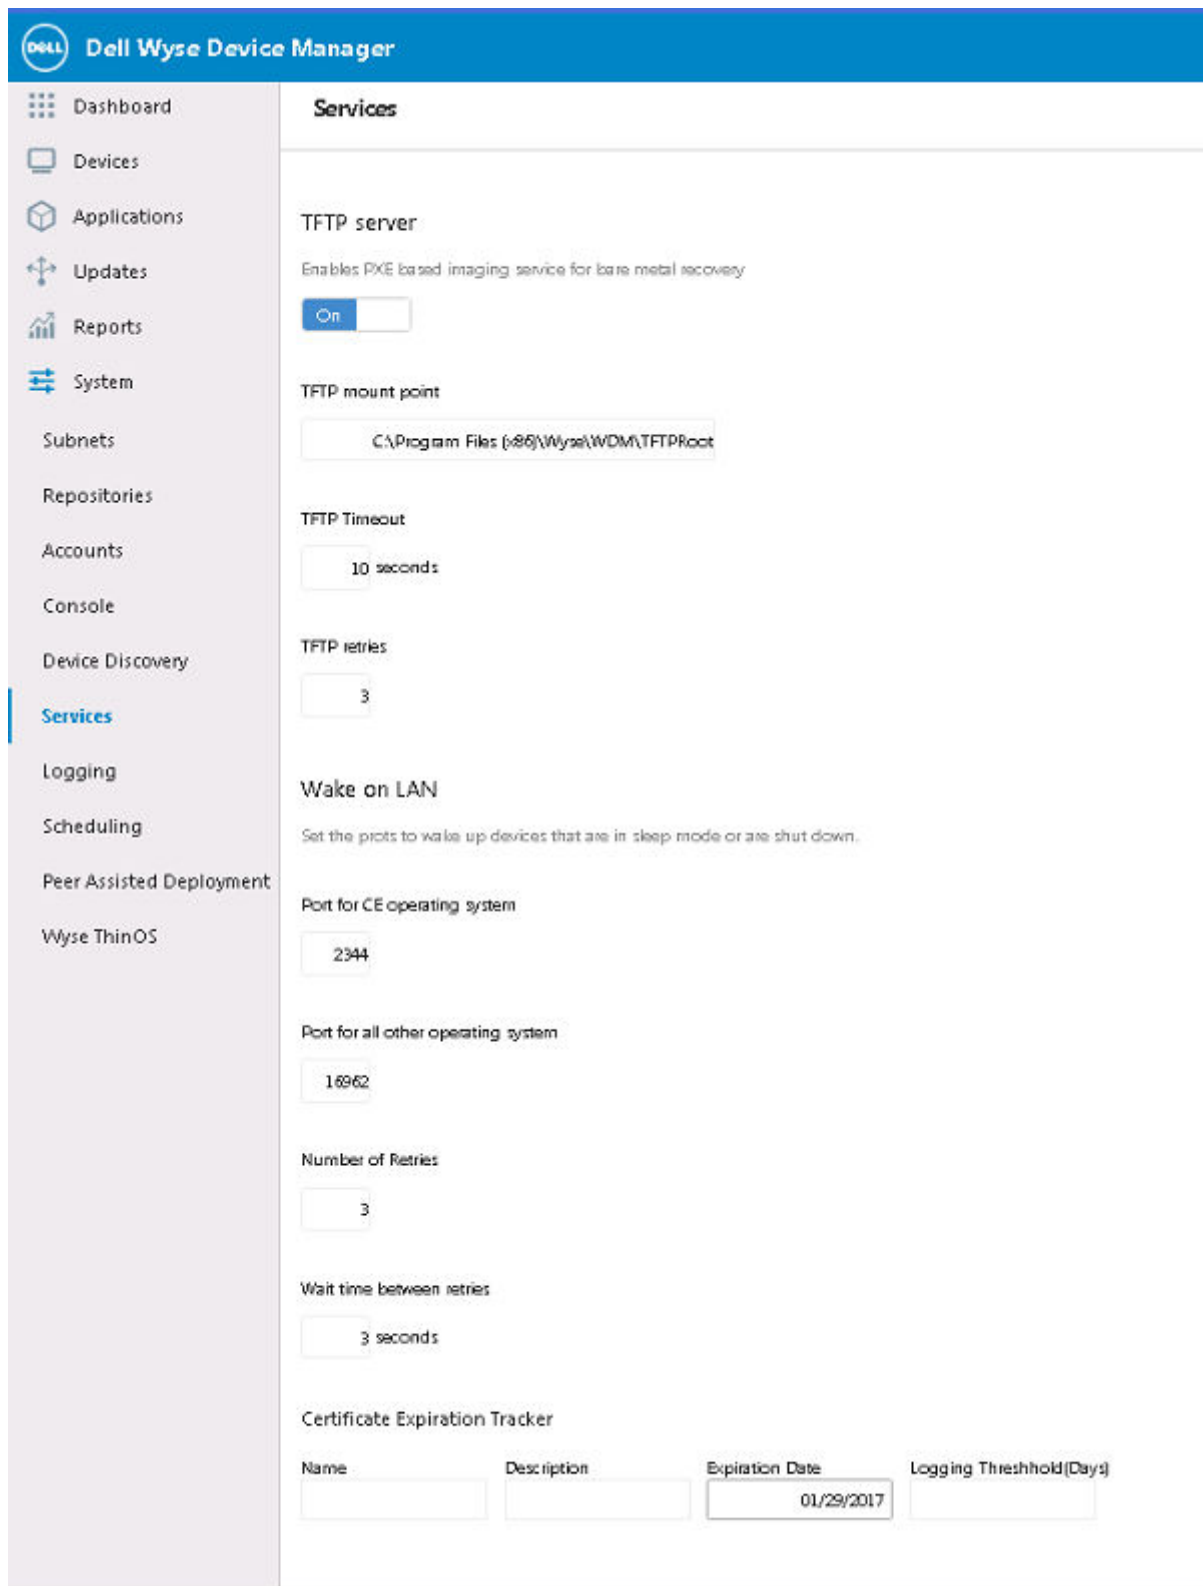 DELL
Dell Wyse Device Manager
Dashboard
Devices
Applications
Updates
Reports
System
Subnets
Repositories
Accounts
Console
Device Discovery
Services
Logging
Scheduling
Peer Assisted Deployment
Wyse ThinOS
Services
TFTP server
Enables PXE based imaging service for bare metal recovery
On
TFTP mount point
C:\Program Files (x86)\Wyse\WDM\TFTPRoot
TFTP Timeout
10 seconds
TFTP retries
3
Wake on LAN
Set the prots to wake up devices that are in sleep mode or are shut down.
Port for CE operating system
2344
Port for all other operating system
16962
Number of Retries
3
Wait time between retries
3 seconds
Certificate Expiration Tracker
Name Description Expiration Date Logging Threshhold(Days)
01/29/2017